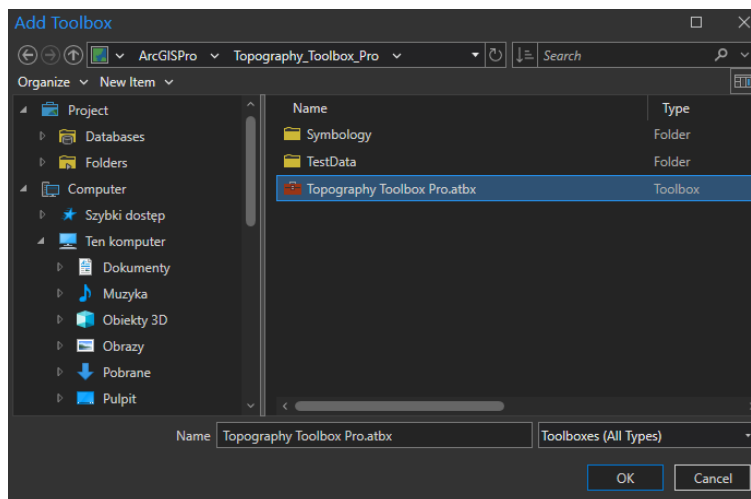 Add Toolbox
ArcGISPro Topography_Toolbox_Pro Search
Organize New Item
Project
Databases
Folders
Computer
Szybki dostęp
Ten komputer
Dokumenty
Muzyka
Obiekty 3D
Obrazy
Pobrane
Pulpit
Name Type
Symbology Folder
TestData Folder
Topography Toolbox Pro.atbx Toolbox
Name Topography Toolbox Pro.atbx Toolboxes (All Types)
OK Cancel